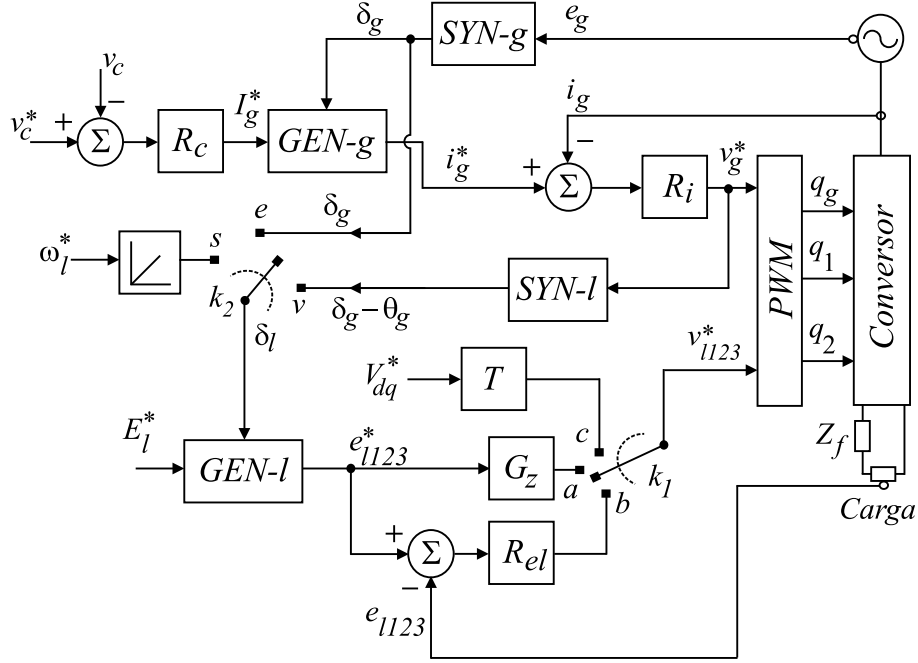 δg SYN-g eg
vc
vc* + − Σ Rc Ig* GEN-g
ig
ig* + − Σ Ri vg* PWM qg Conversor
q1
q2
e δg
ωl* s
k2 v δg−θg SYN-l
δl
vl123*
Vdq* T
El* GEN-l el123* Gz a c k1 Zf
b
+ Σ Rel
− Carga
el123